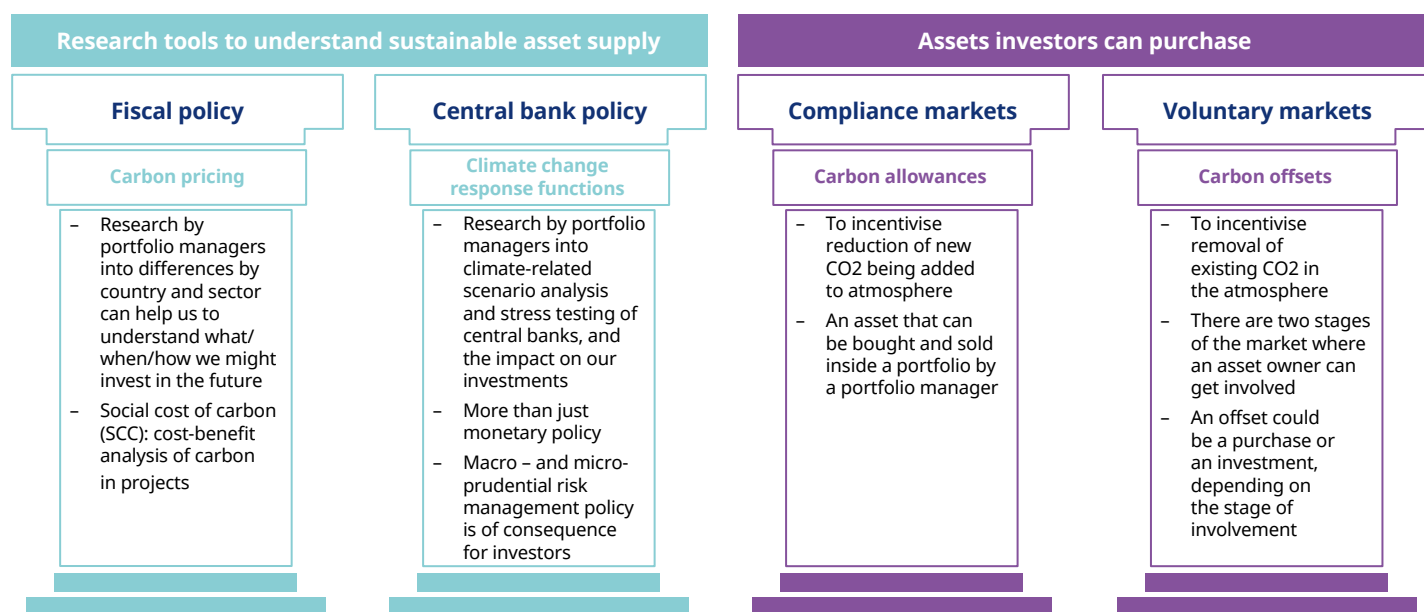 Research tools to understand sustainable asset supply
Assets investors can purchase
Fiscal policy
Carbon pricing
– Research by
portfolio managers
into differences by
country and sector
can help us to
understand what/
when/how we might
invest in the future
– Social cost of carbon
(SCC): cost-benefit
analysis of carbon
in projects
Central bank policy
Climate change
response functions
– Research by portfolio
managers into
climate-related
scenario analysis
and stress testing of
central banks, and
the impact on our
investments
– More than just
monetary policy
– Macro – and micro-
prudential risk
management policy
is of consequence
for investors
Compliance markets
Carbon allowances
– To incentivise
reduction of new
CO2 being added
to atmosphere
– An asset that can
be bought and sold
inside a portfolio by
a portfolio manager
Voluntary markets
Carbon offsets
– To incentivise
removal of
existing CO2 in
the atmosphere
– There are two stages
of the market where
an asset owner can
get involved
– An offset could
be a purchase or
an investment,
depending on
the stage of
involvement